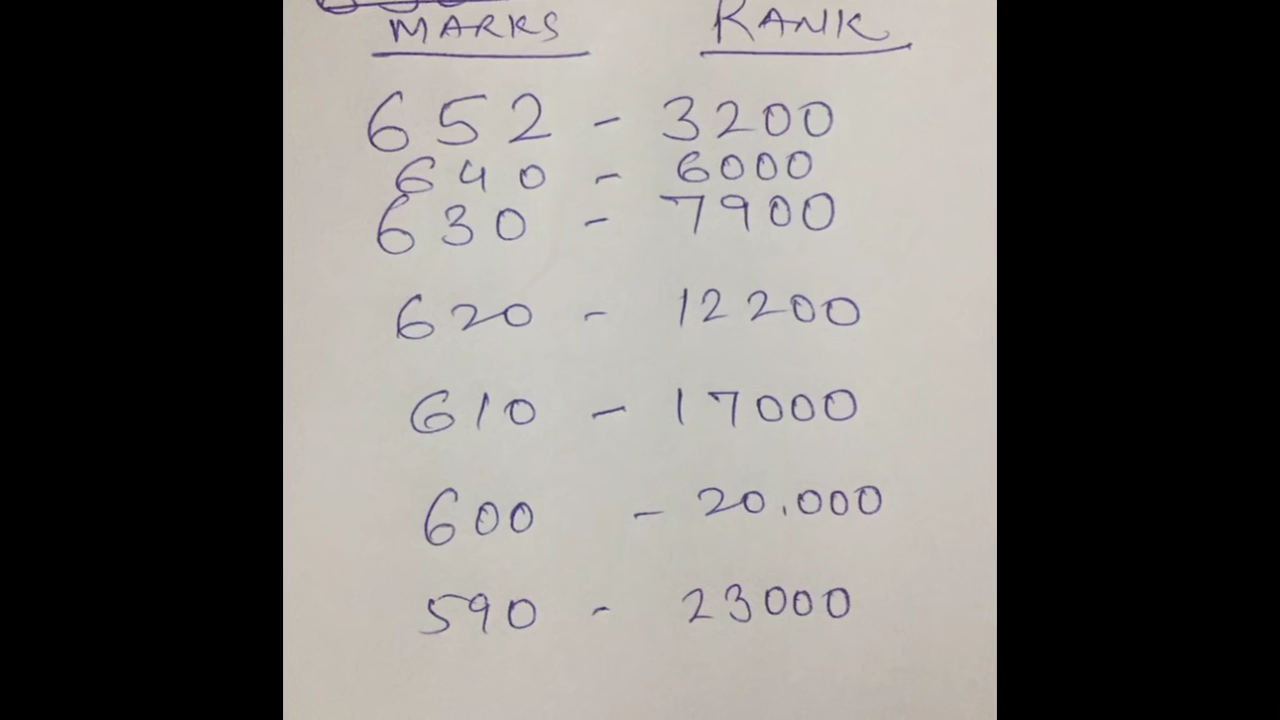 MARKS RANK
652 - 3200
640 - 6000
630 - 7900
620 - 12200
610 - 17000
600 - 20.000
590 - 23000